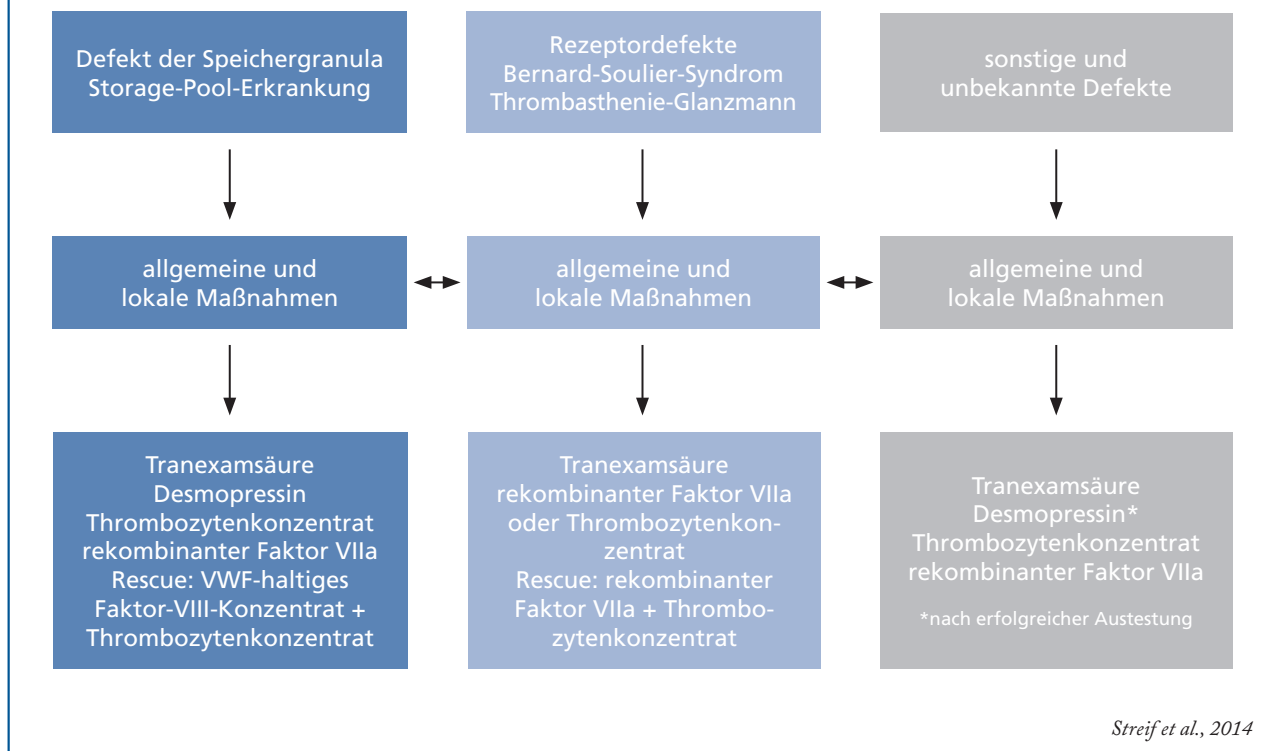 Defekt der Speichergranula
Storage-Pool-Erkrankung
Rezeptordefekte
Bernard-Soulier-Syndrom
Thrombasthenie-Glanzmann
sonstige und
unbekannte Defekte
allgemeine und
lokale Maßnahmen
allgemeine und
lokale Maßnahmen
allgemeine und
lokale Maßnahmen
Tranexamsäure
Desmopressin
Thrombozytenkonzentrat
rekombinanter Faktor VIIa
Rescue: VWF-haltiges
Faktor-VIII-Konzentrat +
Thrombozytenkonzentrat
Tranexamsäure
rekombinanter Faktor VIIa
oder Thrombozytenkon-
zentrat
Rescue: rekombinanter
Faktor VIIa + Thrombo-
zytenkonzentrat
Tranexamsäure
Desmopressin*
Thrombozytenkonzentrat
rekombinanter Faktor VIIa
*nach erfolgreicher Austestung
Streif et al., 2014